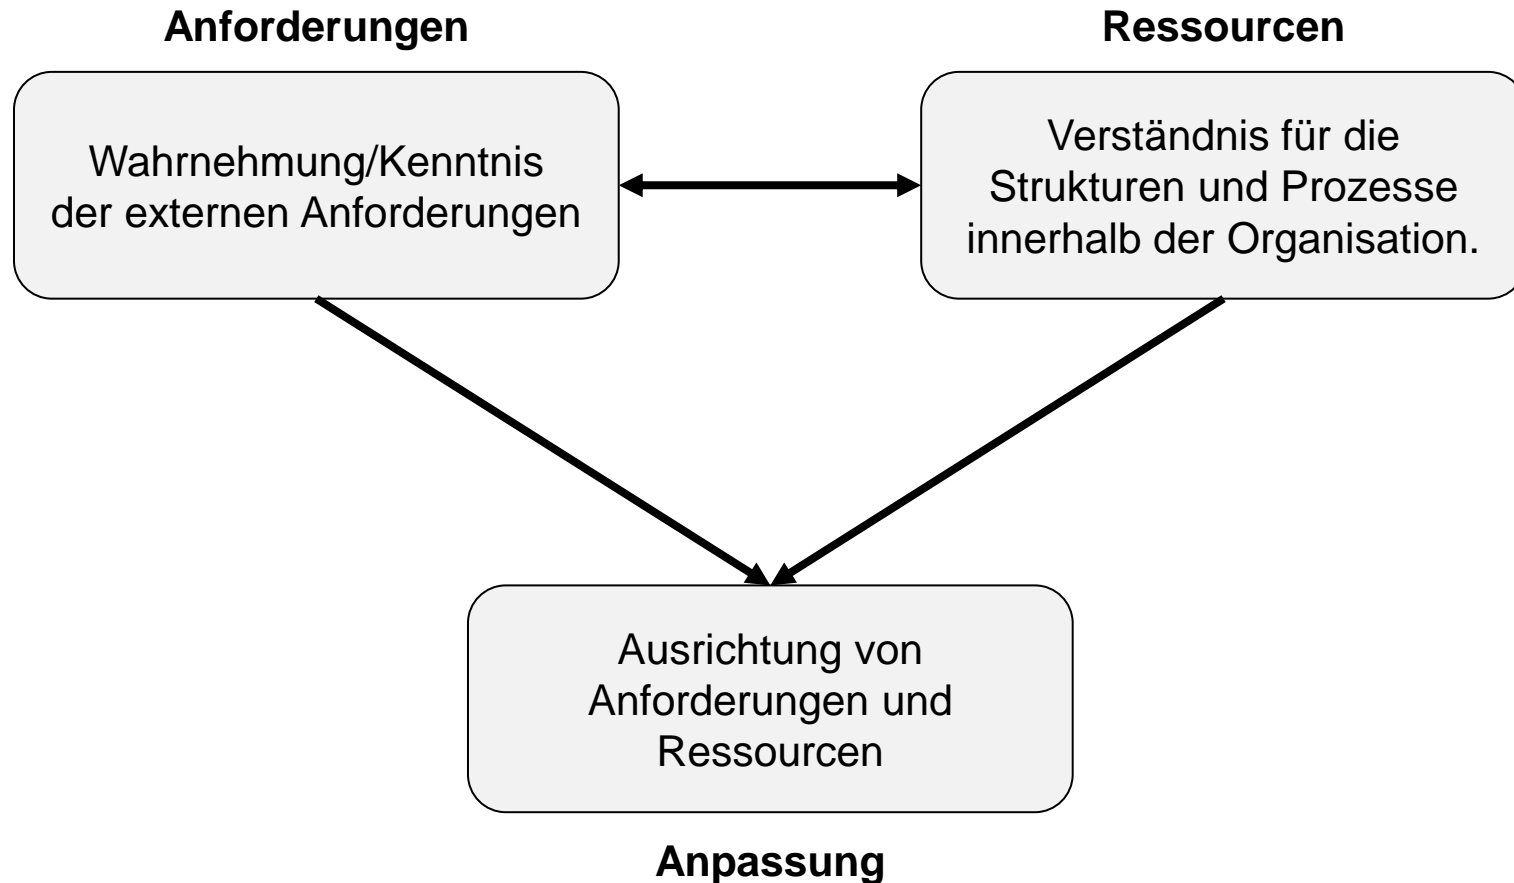 Anforderungen
Ressourcen
Wahrnehmung/Kenntnis
der externen Anforderungen
Verständnis für die
Strukturen und Prozesse
innerhalb der Organisation.
Ausrichtung von
Anforderungen und
Ressourcen
Anpassung